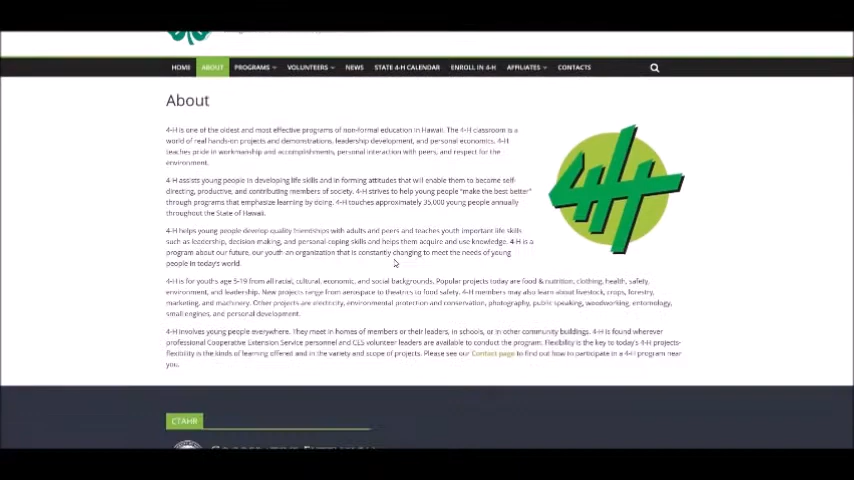 HOME ABOUT PROGRAMS VOLUNTEERS NEWS STATE 4-H CALENDAR ENROLL IN 4-H AFFILIATES CONTACTS
About
4-H is one of the oldest and most effective programs of non-formal education in Hawaii. The 4-H classroom is a
world of real hands-on projects and demonstrations, leadership development, and personal economics. 4-H
teaches pride in workmanship and accomplishments, personal interaction with peers, and respect for the
environment.
4-H assists young people in developing life skills and in forming attitudes that will enable them to become self-
directing, productive, and contributing members of society. 4-H strives to help young people "make the best better"
through programs that emphasize learning by doing. 4-H touches approximately 35,000 young people annually
throughout the State of Hawaii.
4-H helps young people develop quality friendships with adults and peers and teaches youth important life skills
such as leadership, decision-making, and personal coping skills and helps them acquire and use knowledge. 4-H is a
program about our future, our youth-an organization that is constantly changing to meet the needs of young
people in today's world.
4-H is for youths age 5-19 from all racial, cultural, economic, and social backgrounds. Popular projects today are food & nutrition, clothing, health, safety,
environment, and leadership. New projects range from aerospace to theatrics to food safety. 4-H members may also learn about livestock, crops, forestry,
marketing, and machinery. Other projects are electricity, environmental protection and conservation, photography, public speaking, woodworking, entomology,
small engines, and personal development.
4-H involves young people everywhere. They meet in homes of members or their leaders, in schools, or in other community buildings. 4-H is found wherever
professional Cooperative Extension Service personnel and CES volunteer leaders are available to conduct the program. Flexibility is the key to today's 4-H projects-
flexibility is the kinds of learning offered and in the variety and scope of projects. Please see our Contact page to find out how to participate in a 4-H program near
you.
4H
CTAHR